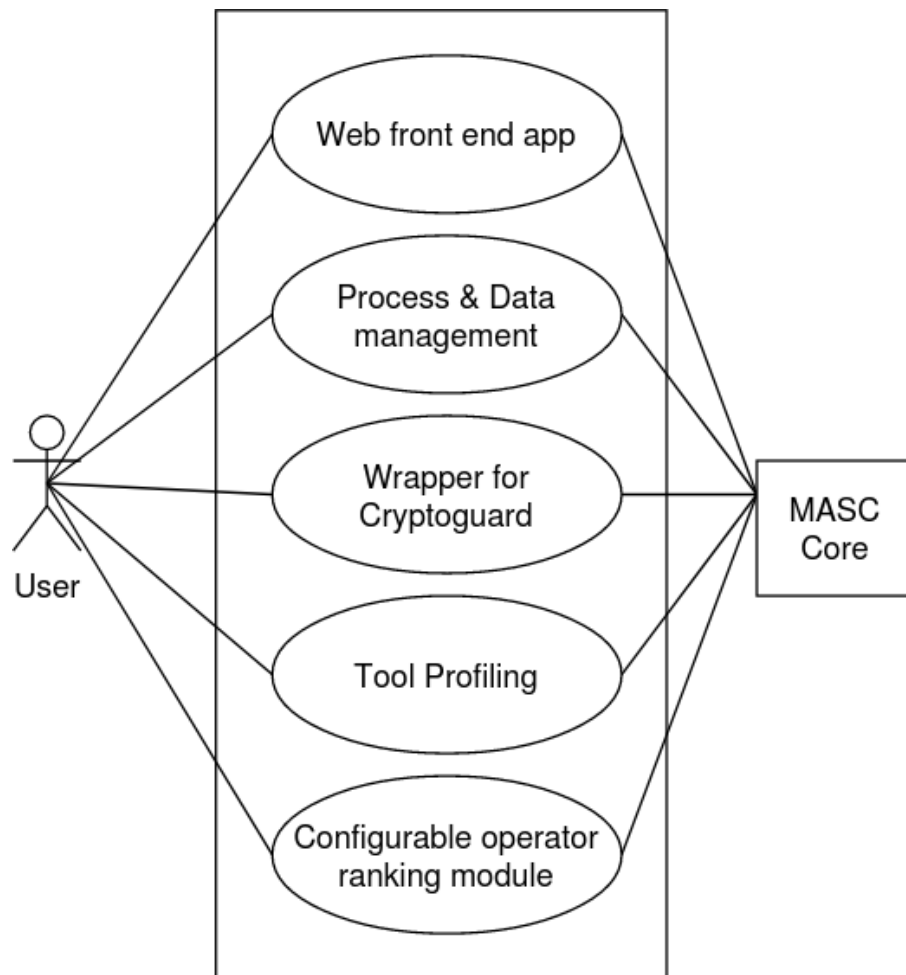 Web front end app
Process & Data
management
Wrapper for
Cryptoguard
MASC
Core
User
Tool Profiling
Configurable operator
ranking module